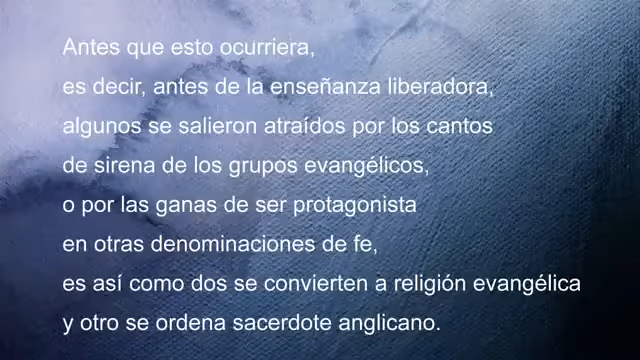 Antes que esto ocurriera,
es decir, antes de la enseñanza liberadora,
algunos se salieron atraídos por los cantos
de sirena de los grupos evangélicos,
o por las ganas de ser protagonista
en otras denominaciones de fe,
es así como dos se convierten a religión evangélica
y otro se ordena sacerdote anglicano.